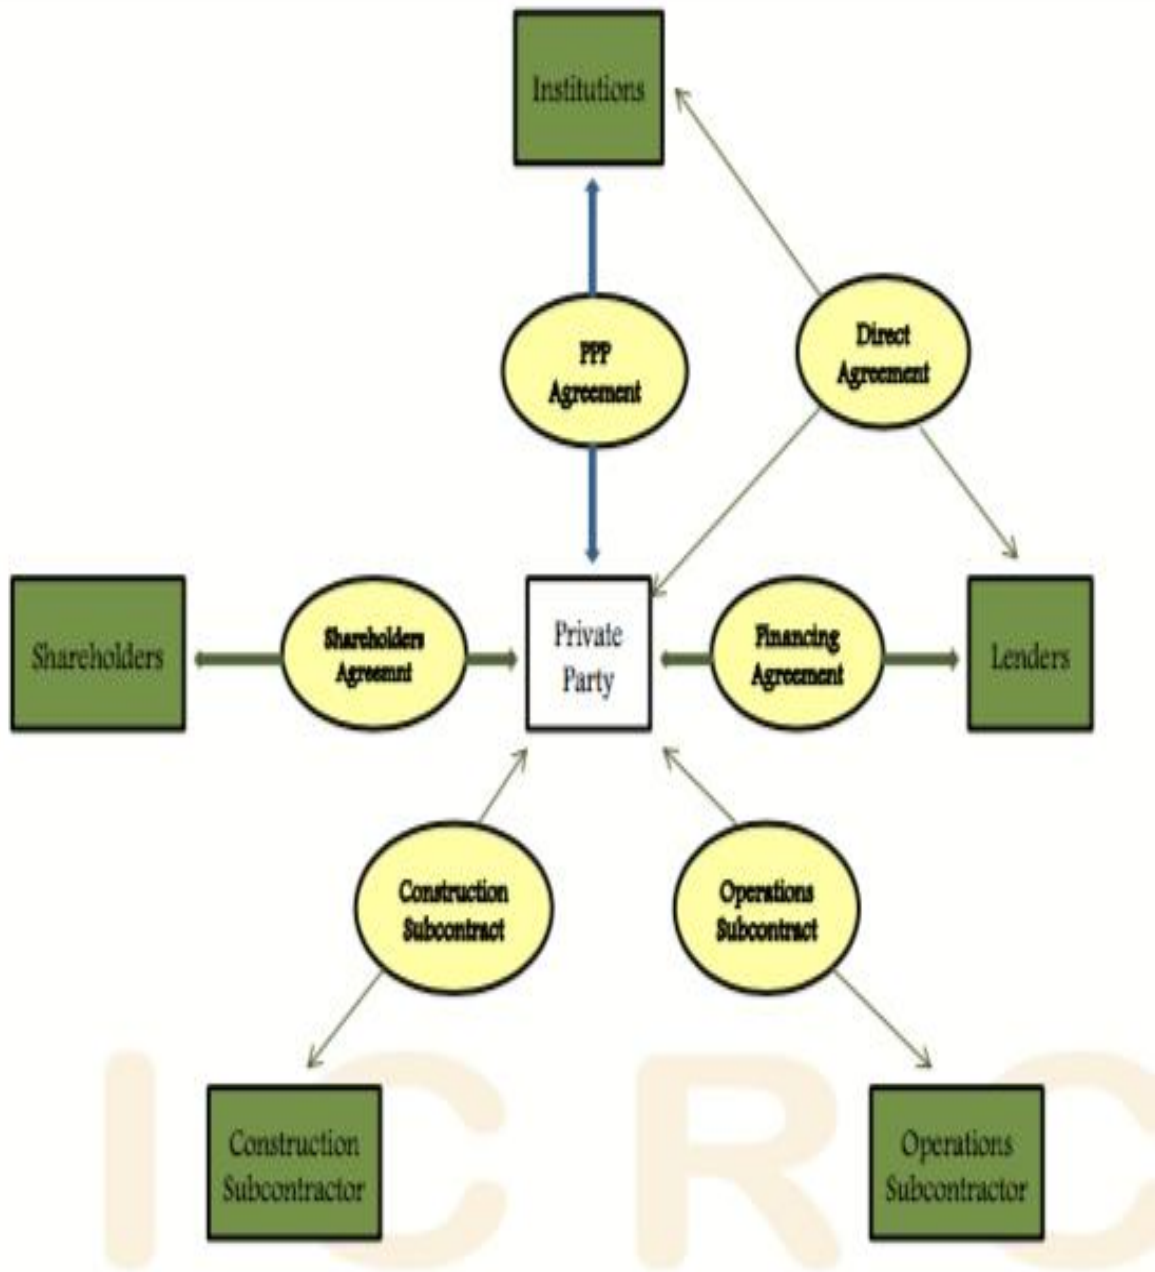 Institutions
PPP
Agreement
Direct
Agreement
Shareholders
Shareholders
Agreemnt
Private
Party
Financing
Agreement
Lenders
Construction
Subcontract
Operations
Subcontract
Construction
Subcontractor
Operations
Subcontractor
I C R C